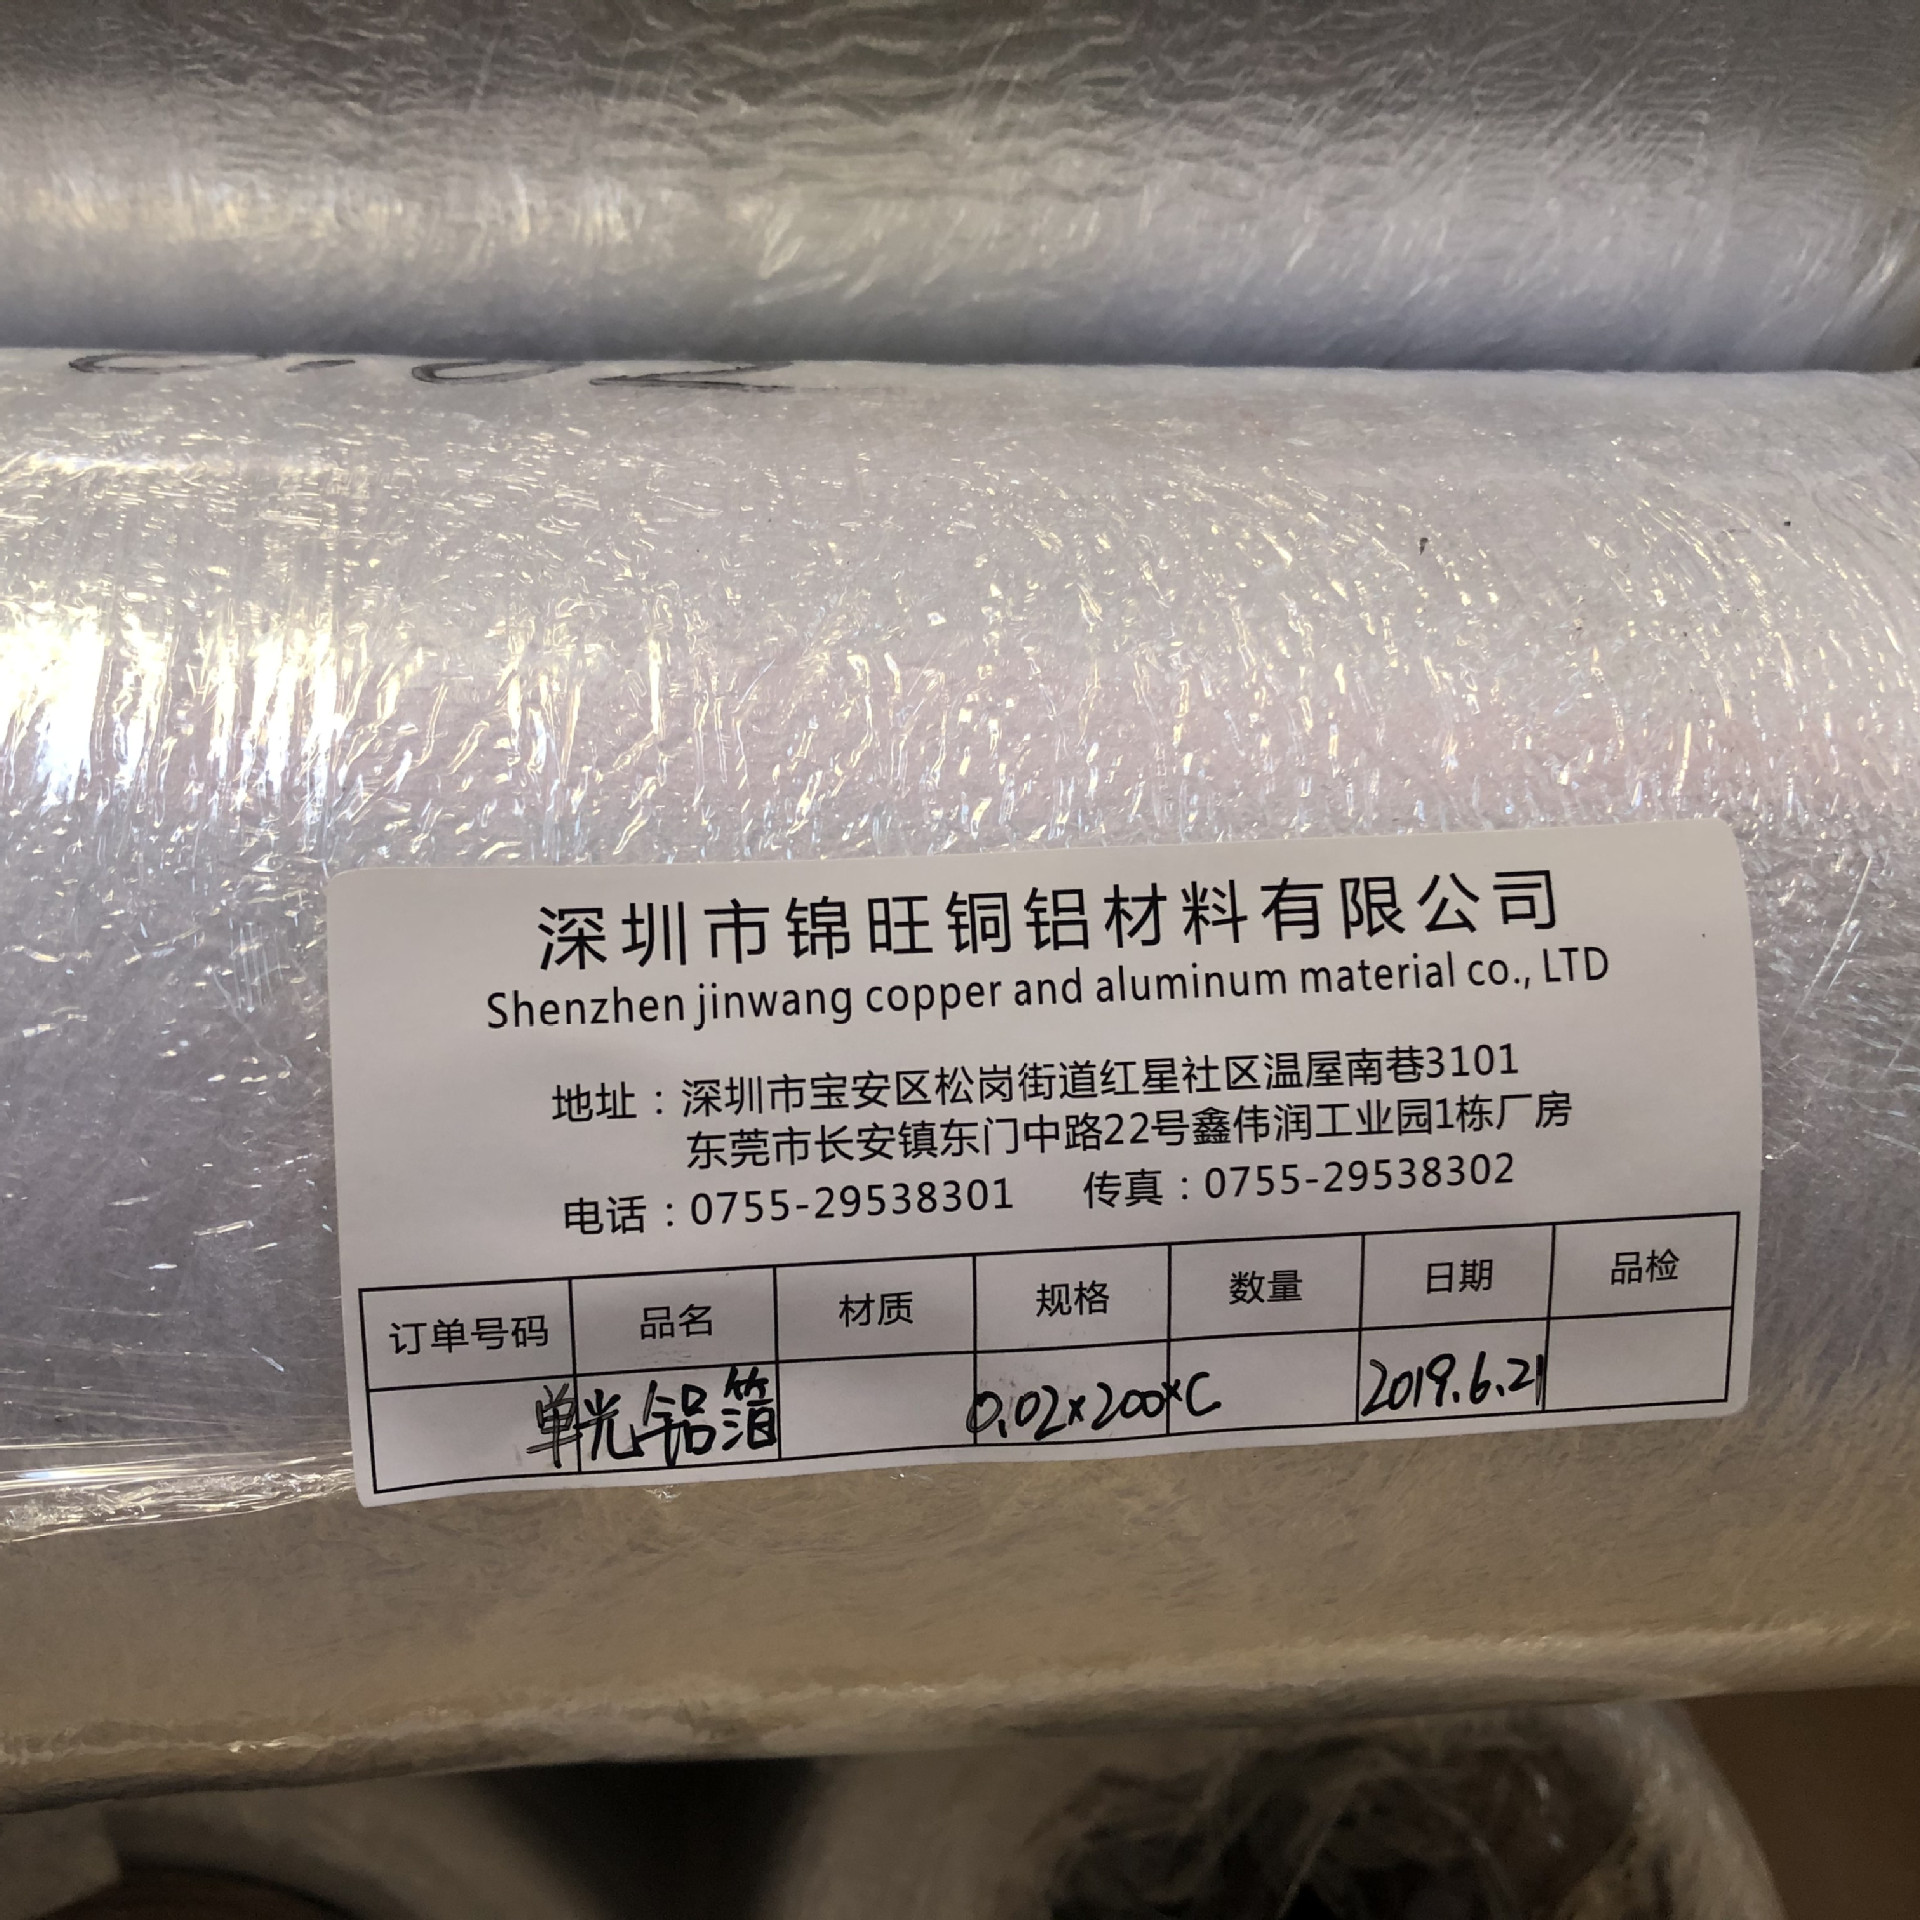 0.02
深圳市锦旺铜铝材料有限公司
Shenzhen jinwang copper and aluminum material co., LTD
地址：深圳市宝安区松岗街道红星社区温屋南巷3101
东莞市长安镇东门中路22号鑫伟润工业园1栋厂房
电话：0755-29538301 传真：0755-29538302
订单号码 品名 材质 规格 数量 日期 品检
单光铝箔 0.02×200×C 2019.6.21